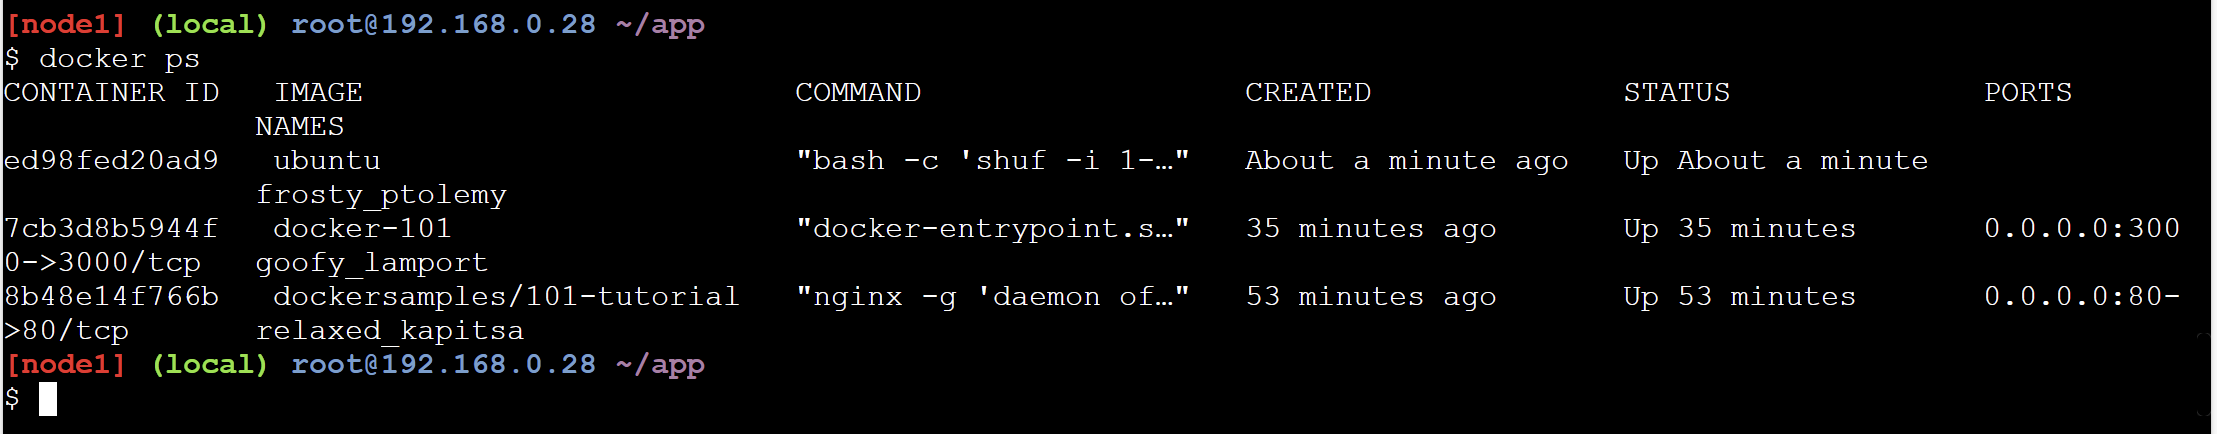 [node1] (local) root@192.168.0.28 ~/app
$ docker ps
CONTAINER ID   IMAGE                        COMMAND                  CREATED              STATUS              PORTS
              NAMES
ed98fed20ad9   ubuntu                       "bash -c 'shuf -i 1-…"   About a minute ago   Up About a minute
              frosty_ptolemy
7cb3d8b5944f   docker-101                   "docker-entrypoint.s…"   35 minutes ago       Up 35 minutes       0.0.0.0:300
0->3000/tcp   goofy_lamport
8b48e14f766b   dockersamples/101-tutorial   "nginx -g 'daemon of…"   53 minutes ago       Up 53 minutes       0.0.0.0:80-
>80/tcp       relaxed_kapitsa
[node1] (local) root@192.168.0.28 ~/app
$